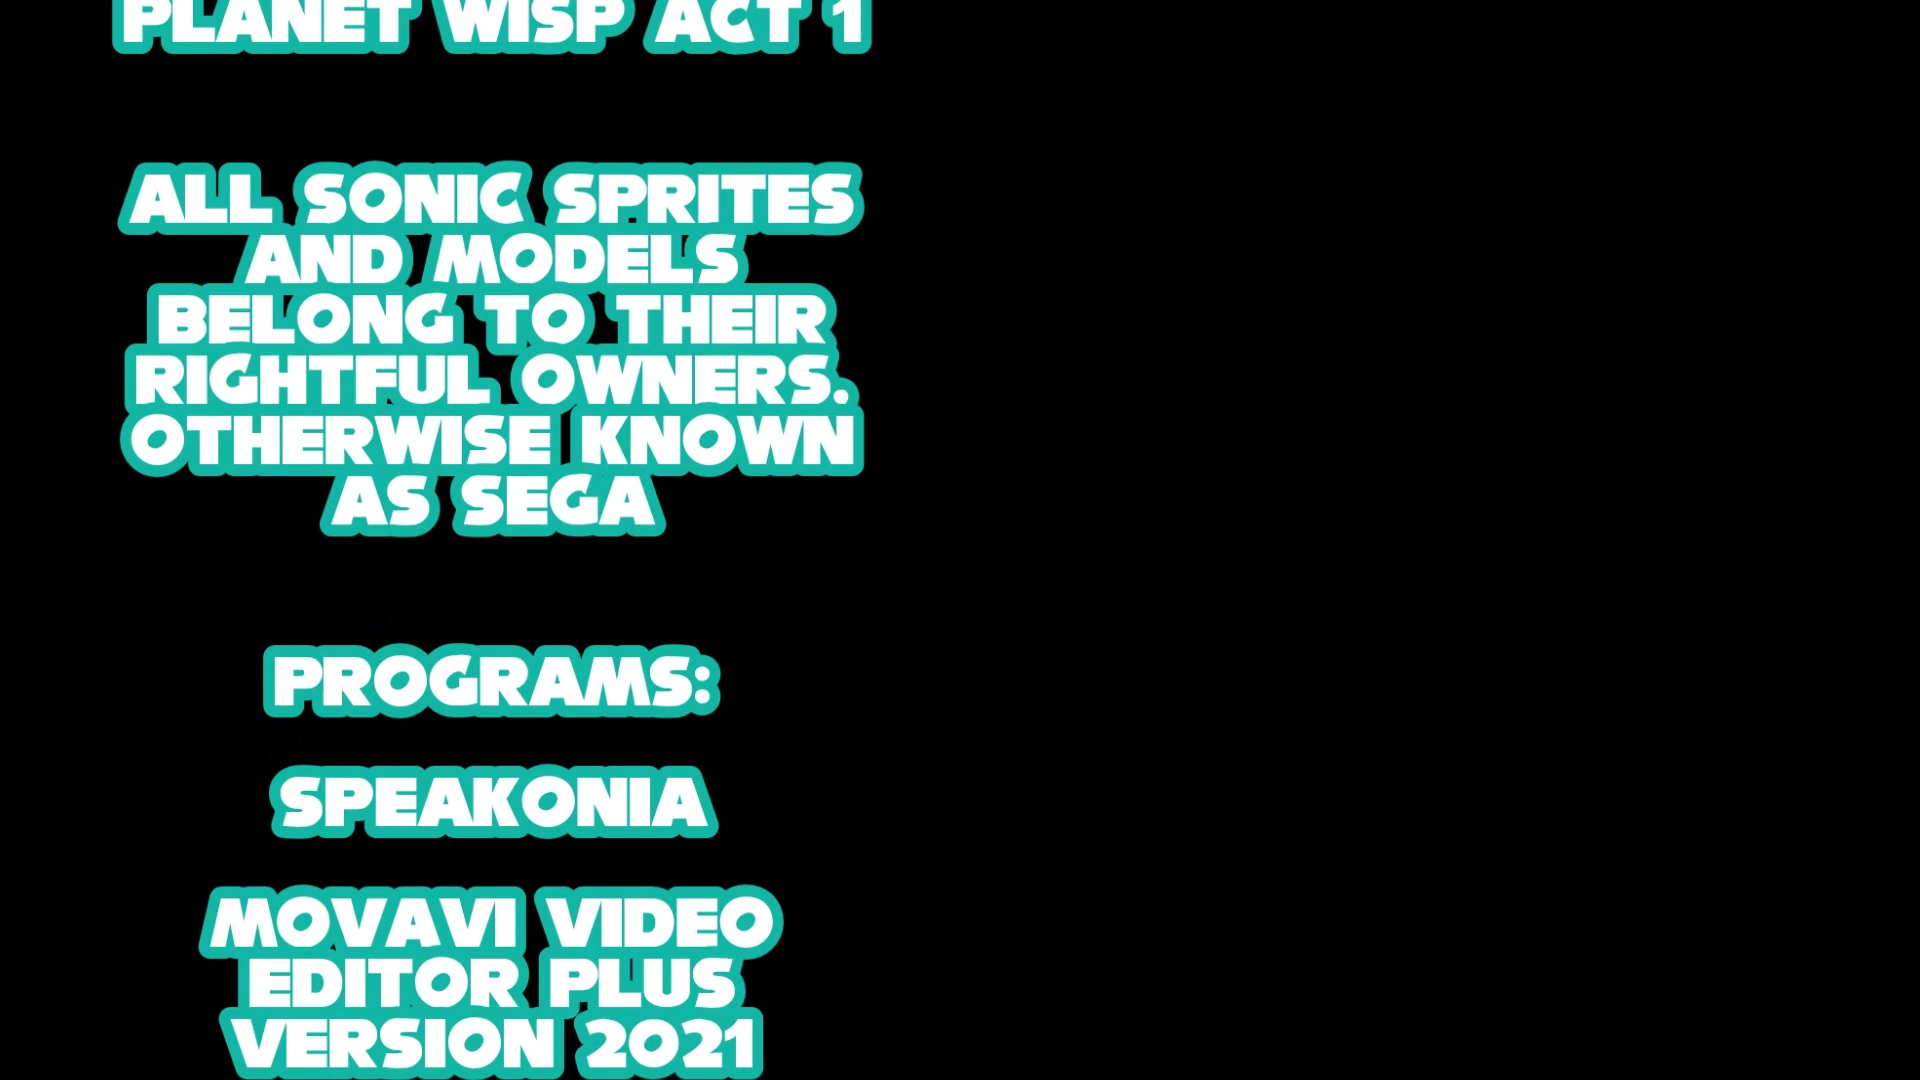 PLANET WISP ACT 1
ALL SONIC SPRITES
AND MODELS
BELONG TO THEIR
RIGHTFUL OWNERS.
OTHERWISE KNOWN
AS SEGA
PROGRAMS:
SPEAKONIA
MOVAVI VIDEO
EDITOR PLUS
VERSION 2021